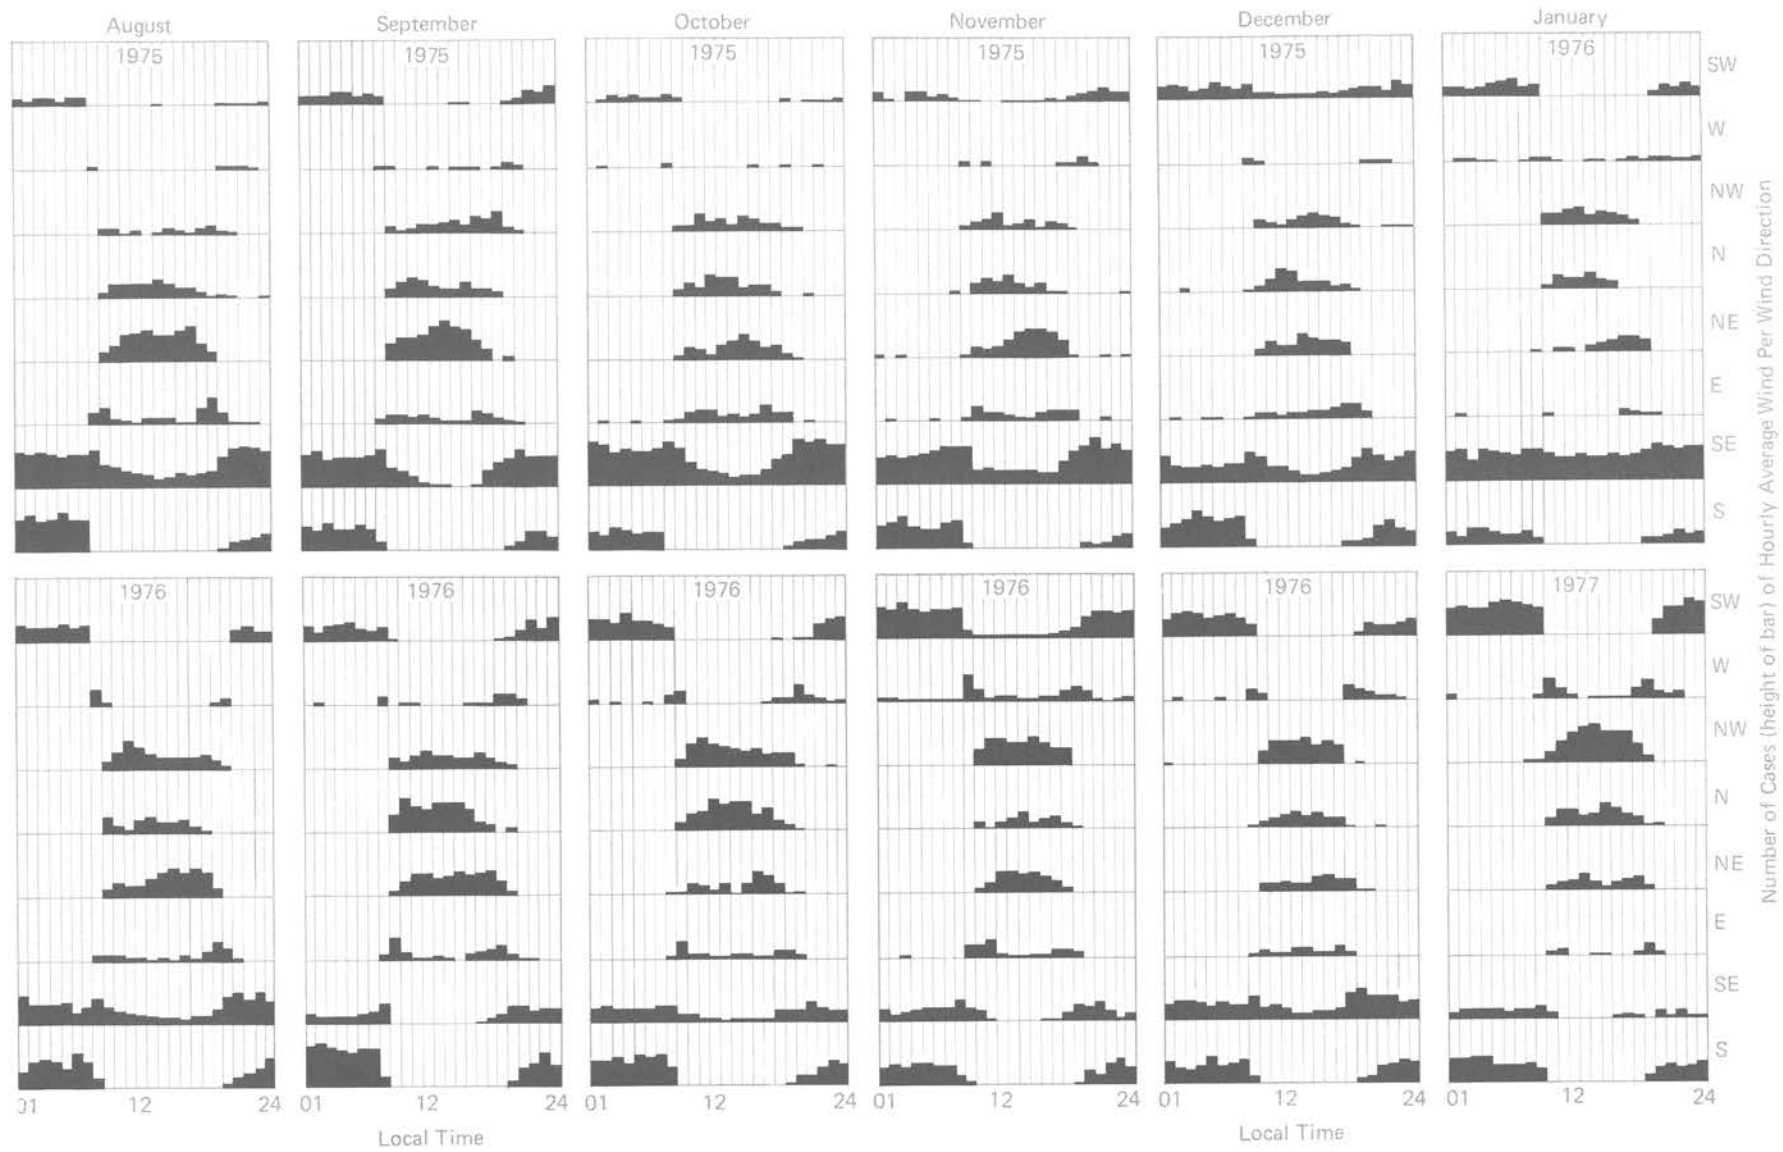 August September October November December January
1975 1975 1975 1975 1975 1976
SW
W
NW
N
NE
E
SE
S
1976 1976 1976 1976 1976 1977
SW
W
NW
N
NE
E
SE
S
01 12 24 01 12 24 01 12 24 01 12 24 01 12 24 01 12 24
Local Time Local Time
Number of Cases (height of bar) of Hourly Average Wind Per Wind Direction